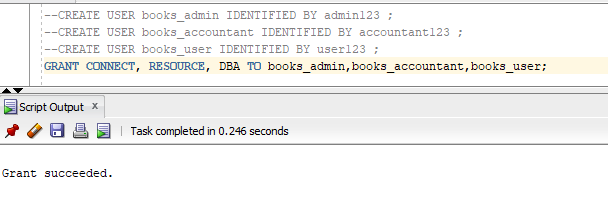 --CREATE USER books_admin IDENTIFIED BY admin123 ;
--CREATE USER books_accountant IDENTIFIED BY accountant123 ;
--CREATE USER books_user IDENTIFIED BY user123 ;
GRANT CONNECT, RESOURCE, DBA TO books_admin,books_accountant,books_user;
Script Output x
Task completed in 0.246 seconds
Grant succeeded.